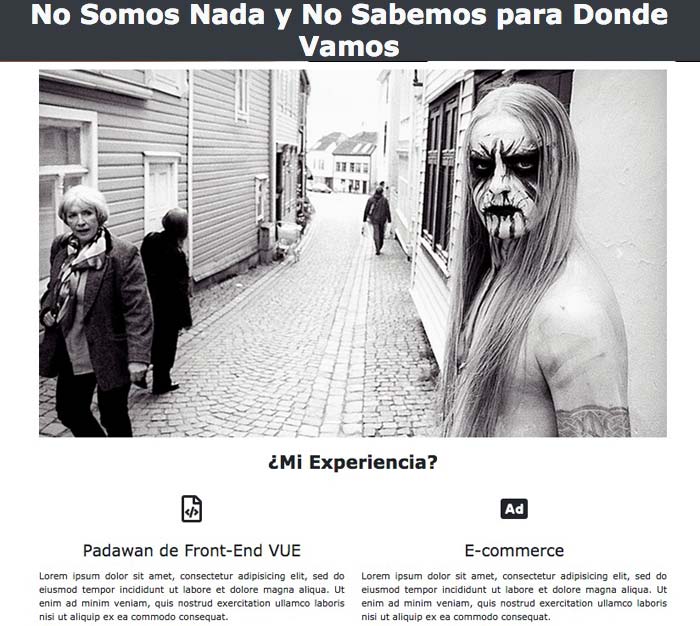 No Somos Nada y No Sabemos para Donde
Vamos
¿Mi Experiencia?
Ad
Padawan de Front-End VUE
Lorem ipsum dolor sit amet, consectetur adipisicing elit, sed do
eiusmod tempor incididunt ut labore et dolore magna aliqua. Ut
enim ad minim veniam, quis nostrud exercitation ullamco laboris
nisi ut aliquip ex ea commodo consequat.
E-commerce
Lorem ipsum dolor sit amet, consectetur adipisicing elit, sed do
eiusmod tempor incididunt ut labore et dolore magna aliqua. Ut
enim ad minim veniam, quis nostrud exercitation ullamco laboris
nisi ut aliquip ex ea commodo consequat.